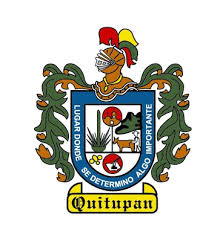 LUGAR DONDE SE DETERMINO ALGO IMPORTANTE
Quitupan